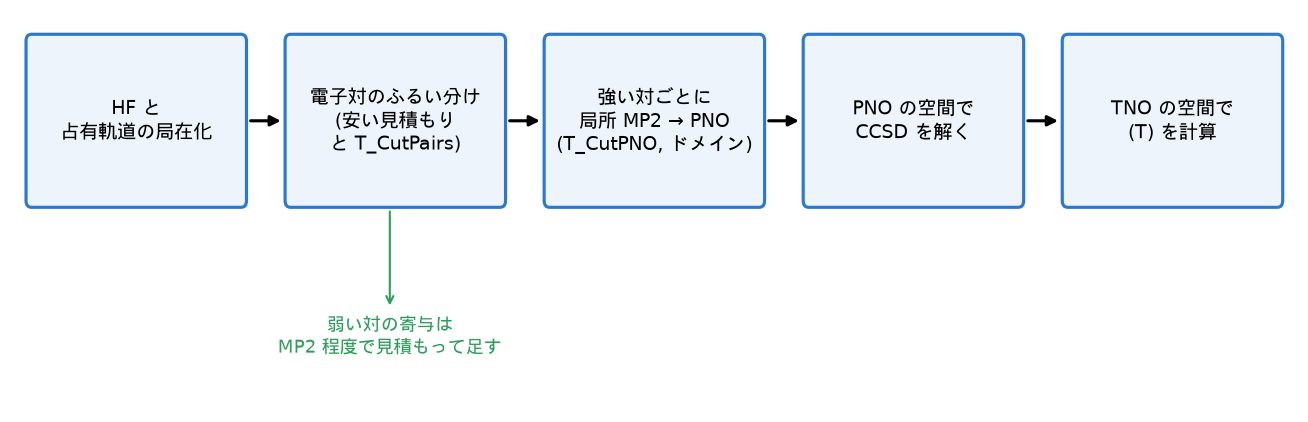 HF と
占有軌道の局在化
電子対のふるい分け
(安い見積もり
と T_CutPairs)
強い対ごとに
局所 MP2 → PNO
(T_CutPNO, ドメイン)
PNO の空間で
CCSD を解く
TNO の空間で
(T) を計算
弱い対の寄与は
MP2 程度で見積もって足す